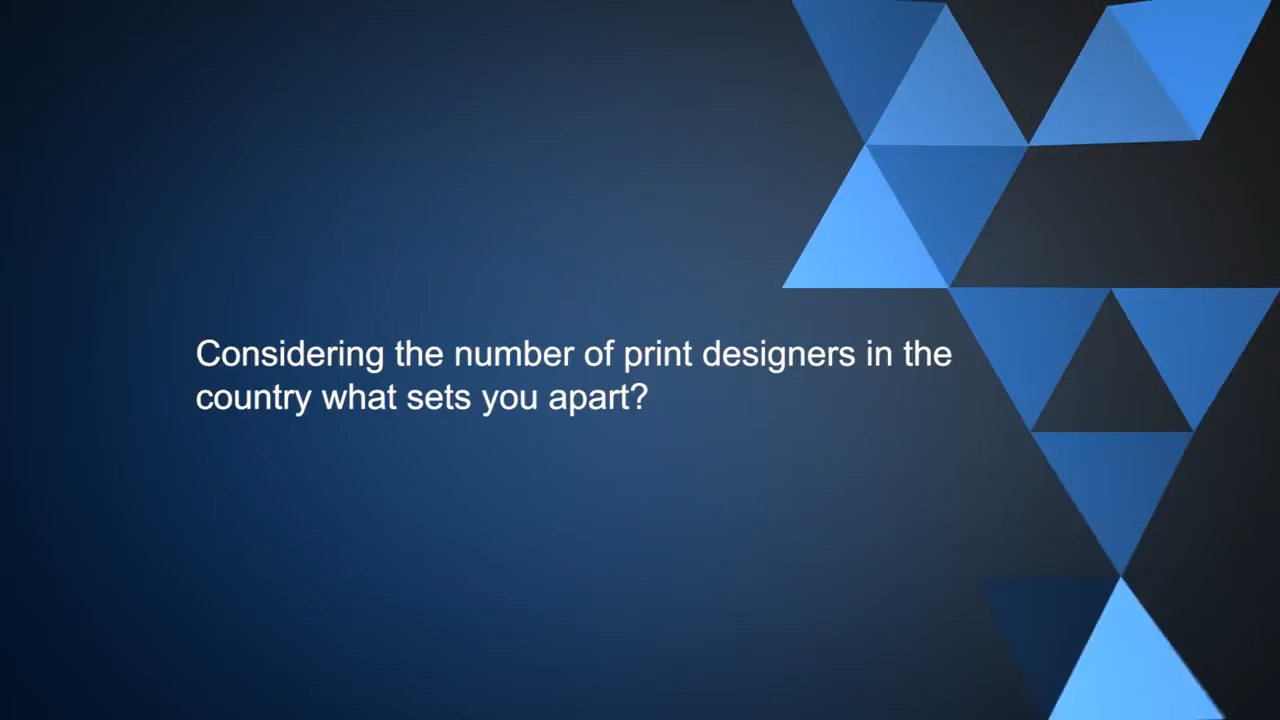 Considering the number of print designers in the
country what sets you apart?